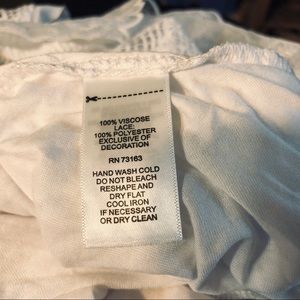 100% VISCOSE
LACE:
100% POLYESTER
EXCLUSIVE OF
DECORATION
RN 73163
HAND WASH COLD
DO NOT BLEACH
RESHAPE AND
DRY FLAT
COOL IRON
IF NECESSARY
OR DRY CLEAN